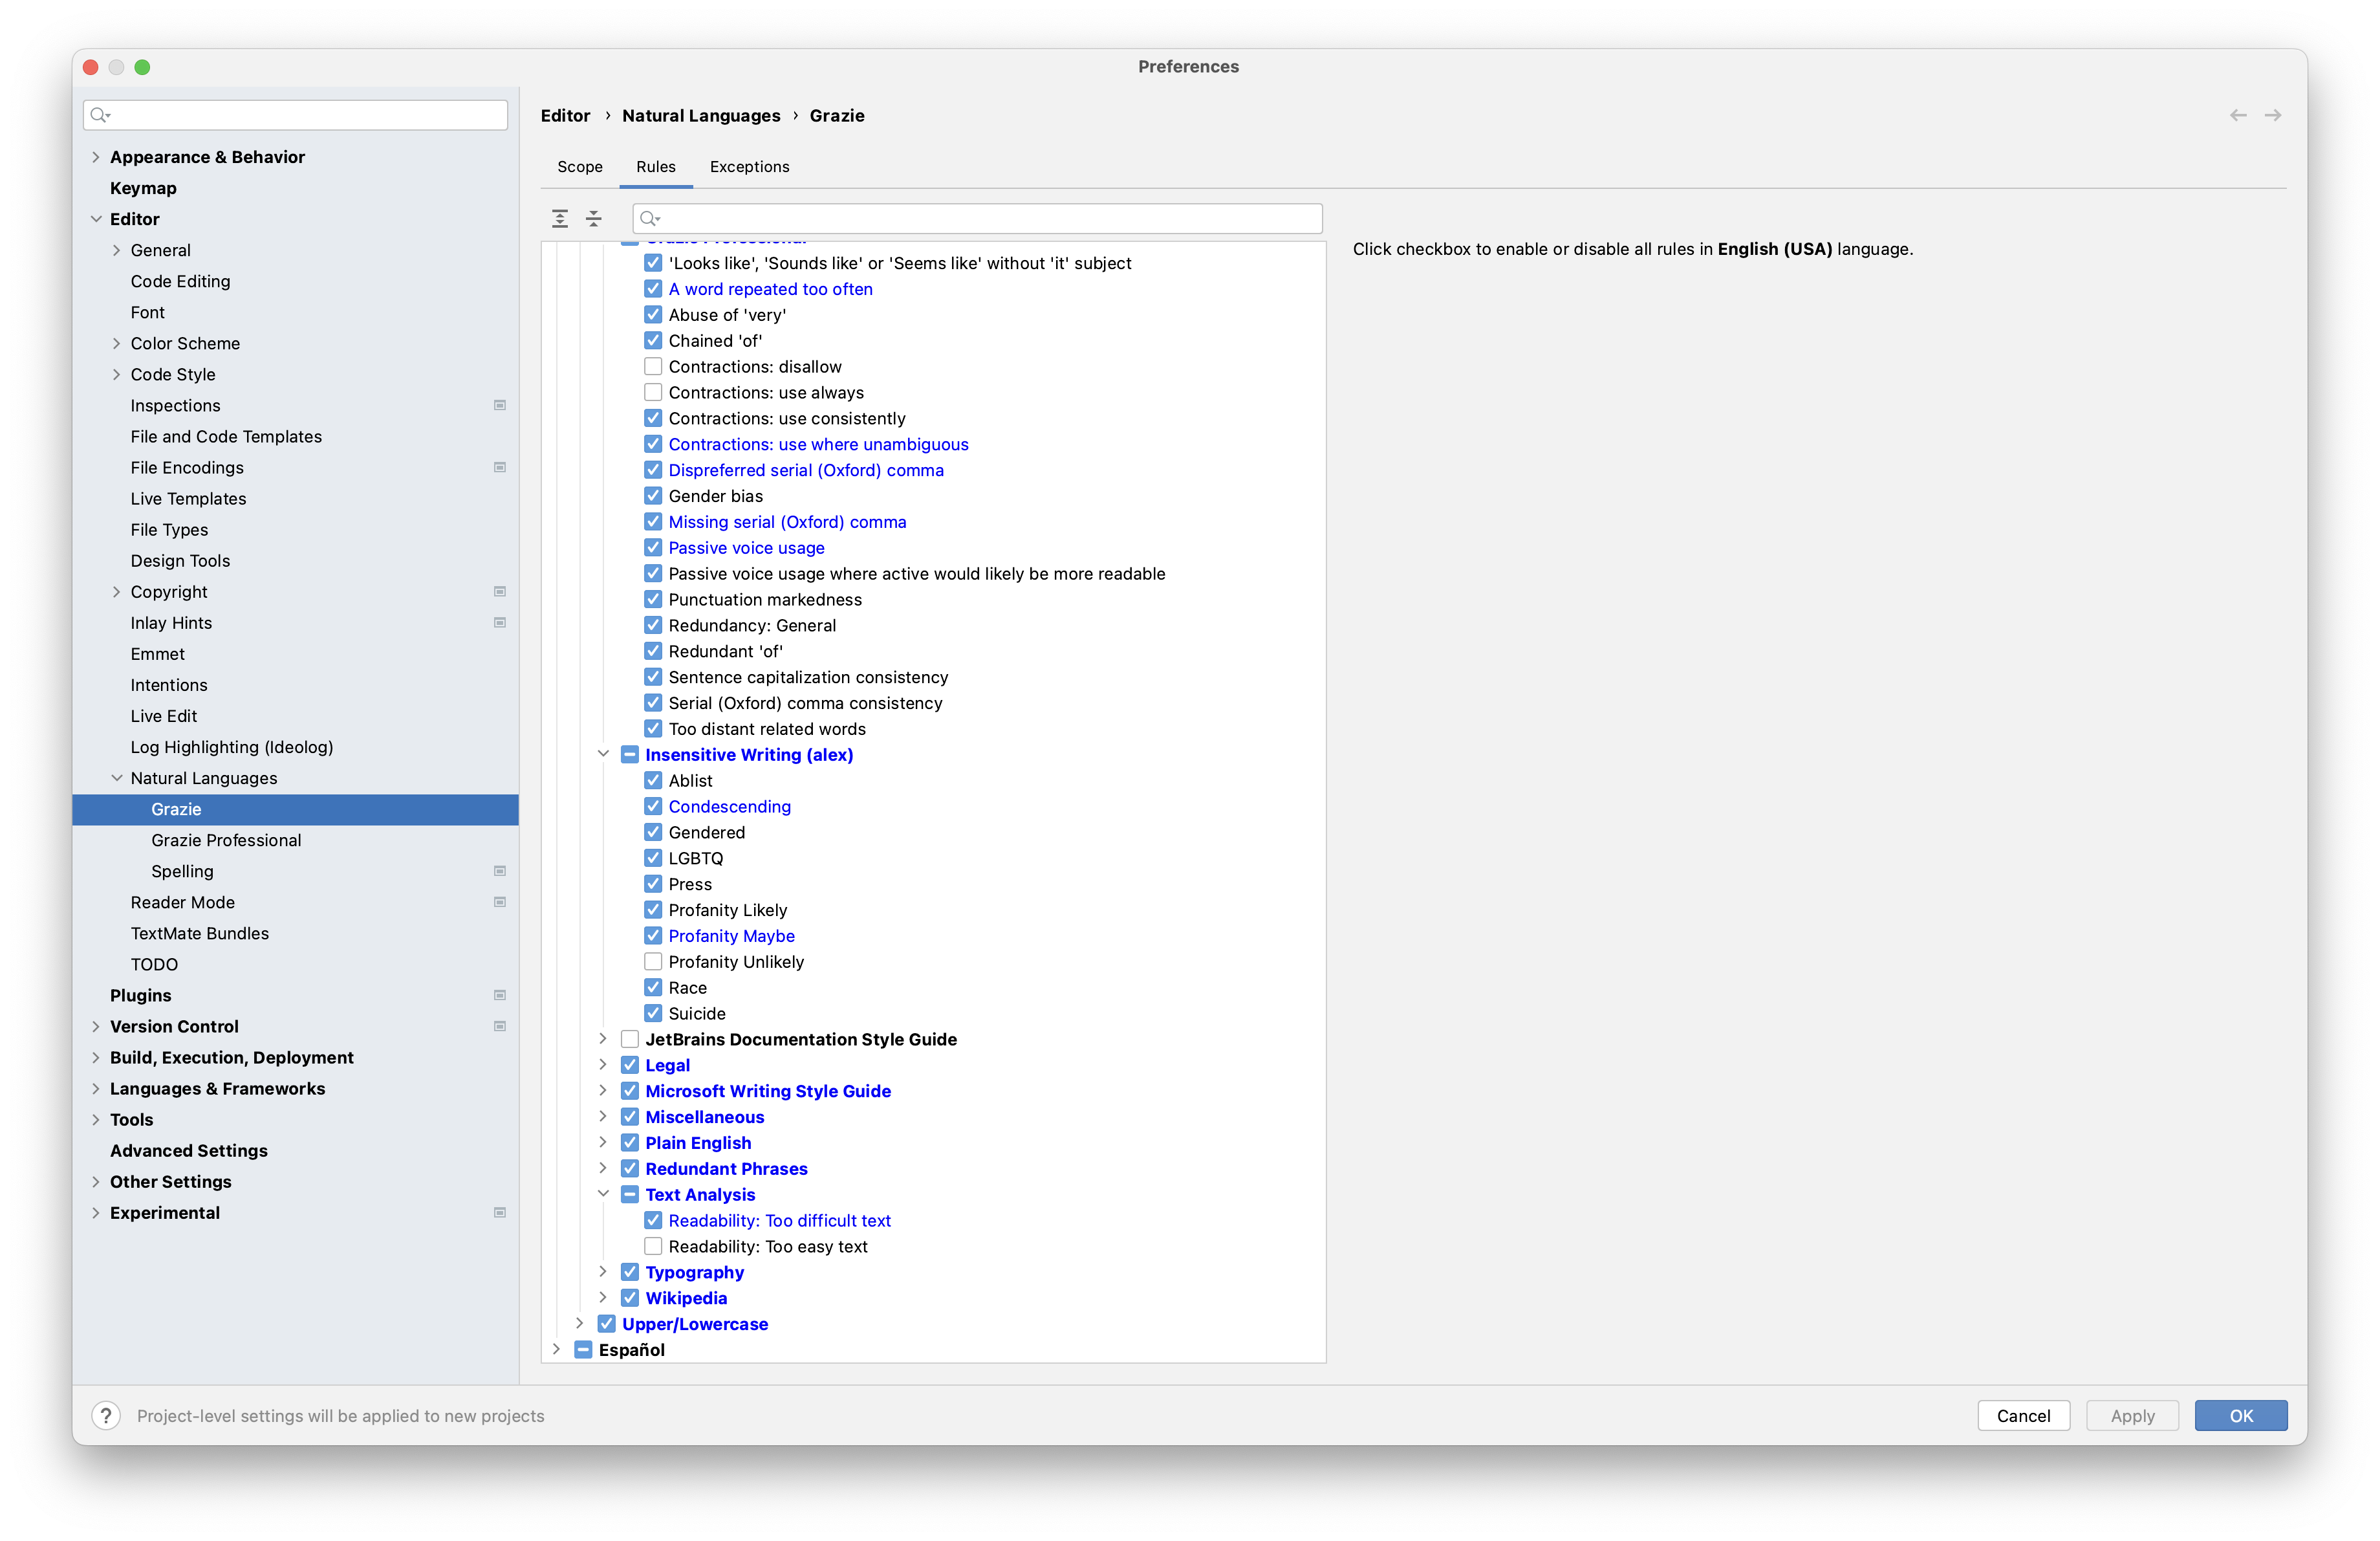 Preferences
Appearance & Behavior
Keymap
Editor
General
Code Editing
Font
Color Scheme
Code Style
Inspections
File and Code Templates
File Encodings
Live Templates
File Types
Design Tools
Copyright
Inlay Hints
Emmet
Intentions
Live Edit
Log Highlighting (Ideolog)
Natural Languages
Grazie
Grazie Professional
Spelling
Reader Mode
TextMate Bundles
TODO
Plugins
Version Control
Build, Execution, Deployment
Languages & Frameworks
Tools
Advanced Settings
Other Settings
Experimental
Editor › Natural Languages › Grazie
Scope Rules Exceptions
Grazie Professional
'Looks like', 'Sounds like' or 'Seems like' without 'it' subject
A word repeated too often
Abuse of 'very'
Chained 'of'
Contractions: disallow
Contractions: use always
Contractions: use consistently
Contractions: use where unambiguous
Dispreferred serial (Oxford) comma
Gender bias
Missing serial (Oxford) comma
Passive voice usage
Passive voice usage where active would likely be more readable
Punctuation markedness
Redundancy: General
Redundant 'of'
Sentence capitalization consistency
Serial (Oxford) comma consistency
Too distant related words
Insensitive Writing (alex)
Ablist
Condescending
Gendered
LGBTQ
Press
Profanity Likely
Profanity Maybe
Profanity Unlikely
Race
Suicide
JetBrains Documentation Style Guide
Legal
Microsoft Writing Style Guide
Miscellaneous
Plain English
Redundant Phrases
Text Analysis
Readability: Too difficult text
Readability: Too easy text
Typography
Wikipedia
Upper/Lowercase
Español
Click checkbox to enable or disable all rules in English (USA) language.
? Project-level settings will be applied to new projects
Cancel Apply OK